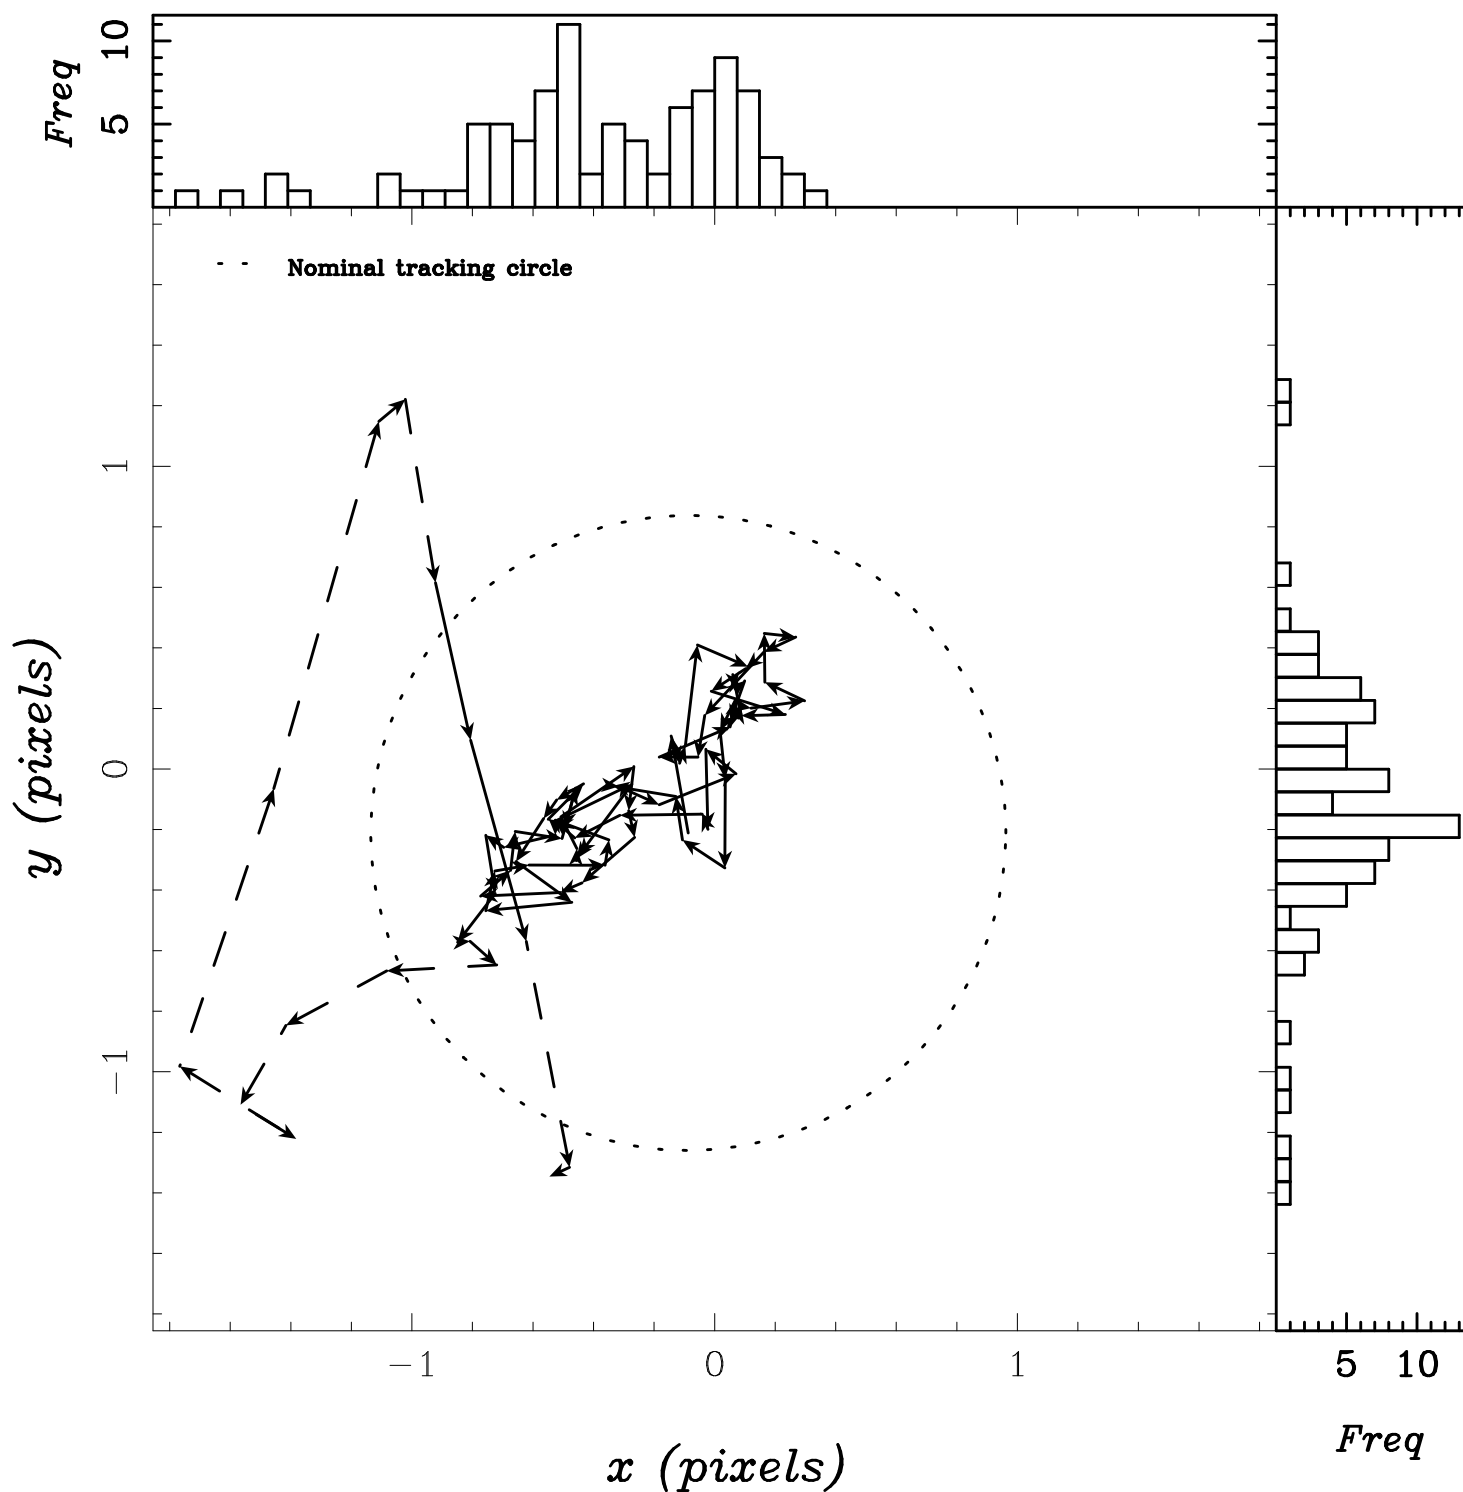 10
5
Freq
Nominal tracking circle
1
0
−1
y (pixels)
−1 0 1
5 10
x (pixels)
Freq